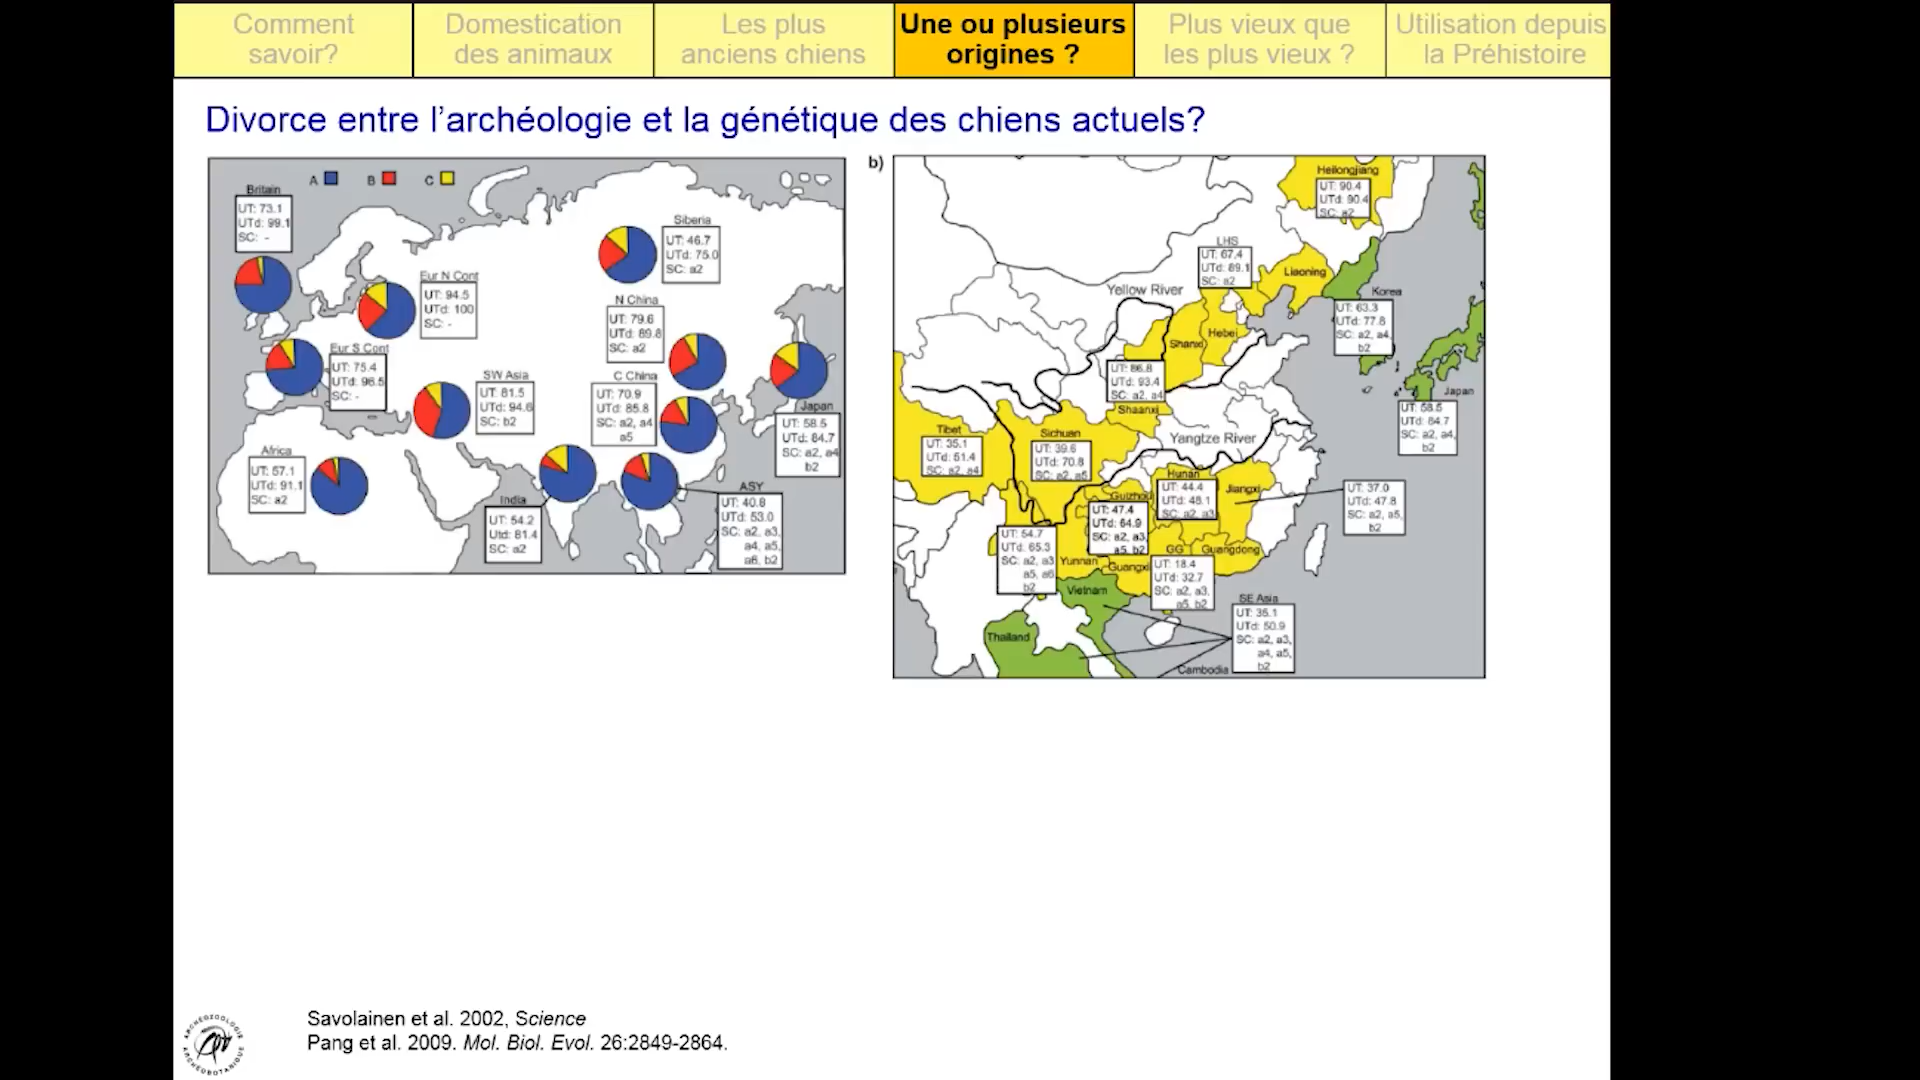 Comment savoir?
Domestication des animaux
Les plus anciens chiens
Une ou plusieurs origines ?
Plus vieux que les plus vieux ?
Utilisation depuis la Préhistoire
Divorce entre l’archéologie et la génétique des chiens actuels?
A
B
C
Britain
UT: 73.1
UTd: 99.1
SC: -
Siberia
UT: 46.7
UTd: 75.0
SC: a2
Eur N Cont
UT: 94.5
UTd: 100
SC: -
N China
UT: 79.6
UTd: 89.8
SC: a2
Eur S Cont
UT: 75.4
UTd: 96.5
SC: -
SW Asia
UT: 81.5
UTd: 94.6
SC: b2
C China
UT: 70.9
UTd: 85.8
SC: a2, a4
a5
Japan
UT: 58.5
UTd: 84.7
SC: a2, a4
b2
Africa
UT: 57.1
UTd: 91.1
SC: a2
India
UT: 54.2
Utd: 81.4
SC: a2
ASY
UT: 40.8
UTd: 53.0
SC: a2, a3,
a4, a5,
a6, b2
b)
Heilongjiang
UT: 90.4
UTd: 90.4
SC: a2
LHS
UT: 67.4
UTd: 89.1
SC: a2
Liaoning
Yellow River
Korea
UT: 63.3
UTd: 77.8
SC: a2, a4,
b2
Hebei
Shanxi
UT: 86.8
UTd: 93.4
SC: a2, a4
Shaanxi
Japan
UT: 58.5
UTd: 84.7
SC: a2, a4,
b2
Tibet
UT: 35.1
UTd: 51.4
SC: a2, a4
Sichuan
UT: 39.6
UTd: 70.8
SC: a2, a5
Yangtze River
Hunan
UT: 44.4
UTd: 48.1
SC: a2, a3
Jiangxi
UT: 37.0
UTd: 47.8
SC: a2, a5,
b2
Guizhou
UT: 47.4
UTd: 64.9
SC: a2, a3,
a5, b2
UT: 54.7
UTd: 65.3
SC: a2, a3
a5, a6
b2
Yunnan
Guangxi
GG
Guangdong
UT: 18.4
UTd: 32.7
SC: a2, a3,
a5, b2
Vietnam
Thailand
Cambodia
SE Asia
UT: 35.1
UTd: 50.9
SC: a2, a3,
a4, a5,
b2
ARCHÉOZOOLOGIE
ARCHÉOBOTANIQUE
Savolainen et al. 2002, Science
Pang et al. 2009. Mol. Biol. Evol. 26:2849-2864.